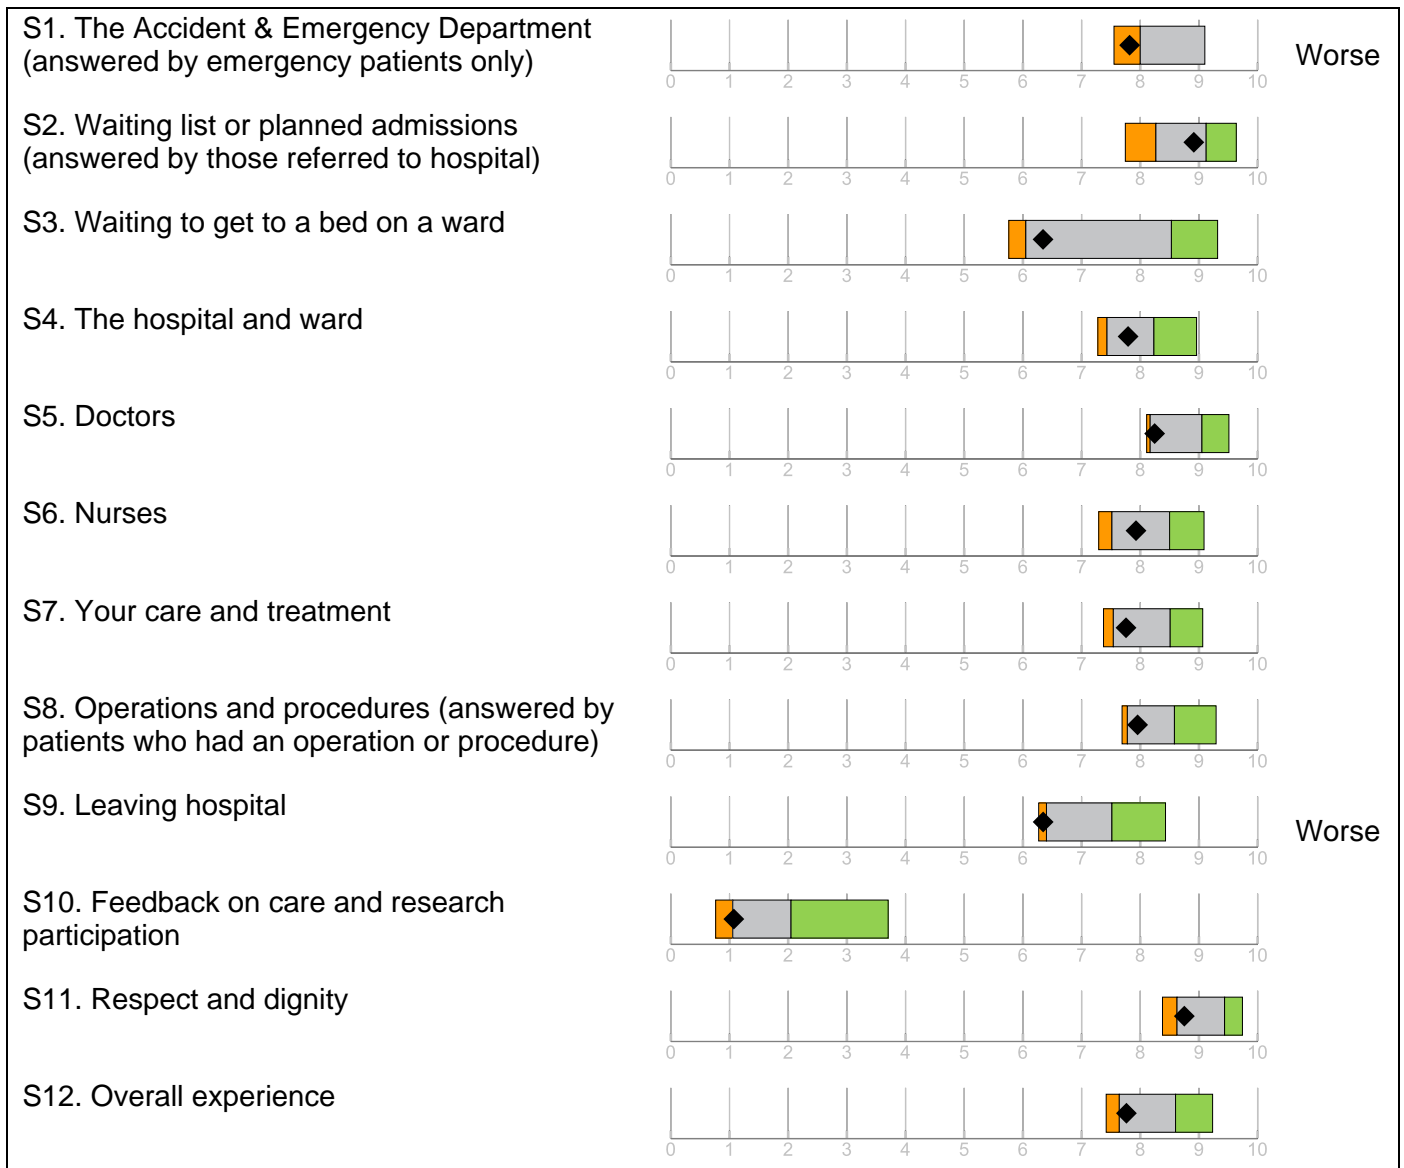 S1. The Accident & Emergency Department
(answered by emergency patients only)
Worse
0 1 2 3 4 5 6 7 8 9 10
S2. Waiting list or planned admissions
(answered by those referred to hospital)
0 1 2 3 4 5 6 7 8 9 10
S3. Waiting to get to a bed on a ward
0 1 2 3 4 5 6 7 8 9 10
S4. The hospital and ward
0 1 2 3 4 5 6 7 8 9 10
S5. Doctors
0 1 2 3 4 5 6 7 8 9 10
S6. Nurses
0 1 2 3 4 5 6 7 8 9 10
S7. Your care and treatment
0 1 2 3 4 5 6 7 8 9 10
S8. Operations and procedures (answered by
patients who had an operation or procedure)
0 1 2 3 4 5 6 7 8 9 10
S9. Leaving hospital
Worse
0 1 2 3 4 5 6 7 8 9 10
S10. Feedback on care and research
participation
0 1 2 3 4 5 6 7 8 9 10
S11. Respect and dignity
0 1 2 3 4 5 6 7 8 9 10
S12. Overall experience
0 1 2 3 4 5 6 7 8 9 10